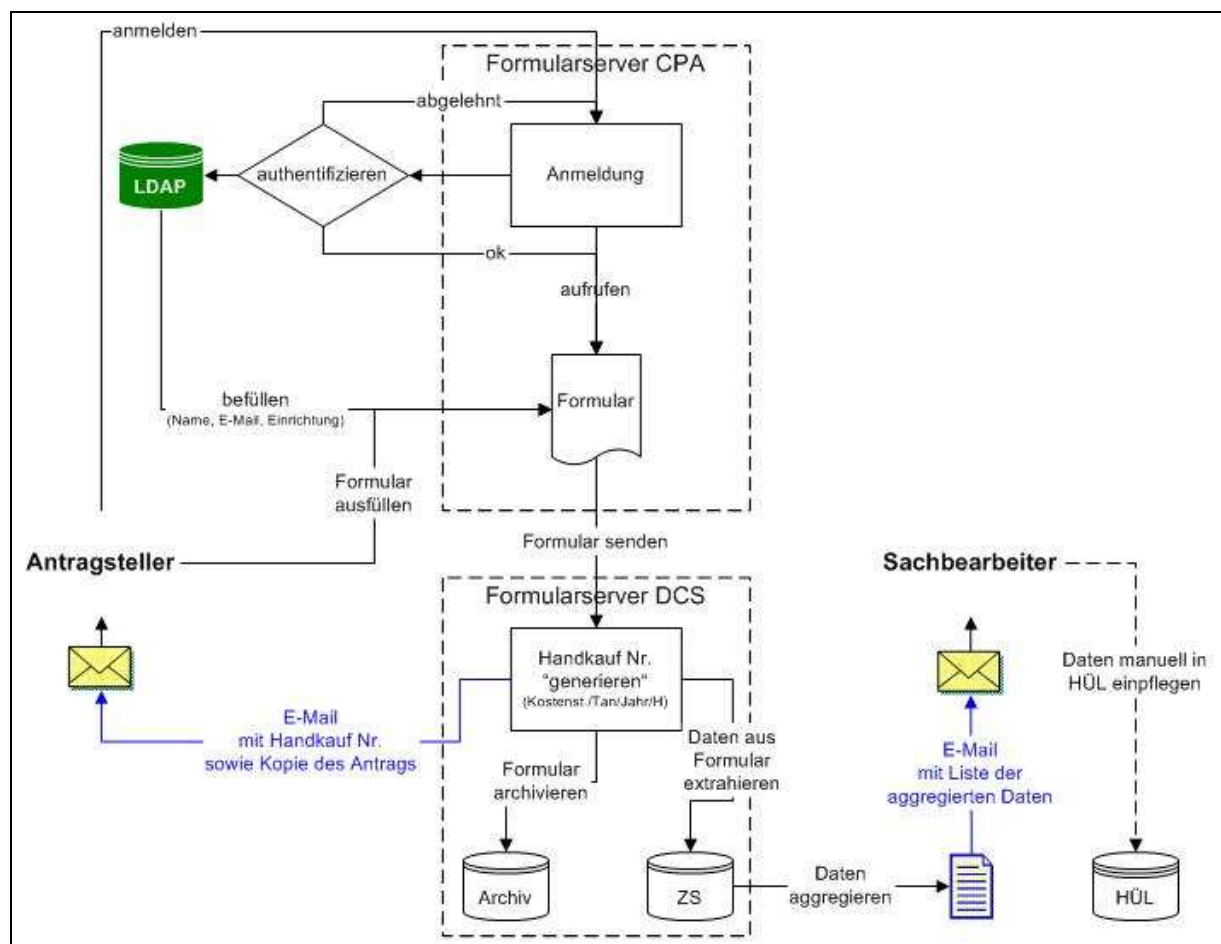 anmelden
Formularserver CPA
abgelehnt
LDAP
authentifizieren
Anmeldung
ok
aufrufen
befüllen
(Name, E-Mail, Einrichtung)
Formular
Formular
ausfüllen
Formular senden
Antragsteller
Sachbearbeiter
Formularserver DCS
Handkauf Nr.
"generieren"
(Kostenst./Tan/Jahr/H)
Daten manuell in
HÜL einpflegen
E-Mail
mit Handkauf Nr.
sowie Kopie des Antrags
Daten aus
Formular
extrahieren
Formular
archivieren
E-Mail
mit Liste der
aggregierten Daten
Archiv
ZS
Daten
aggregieren
HÜL